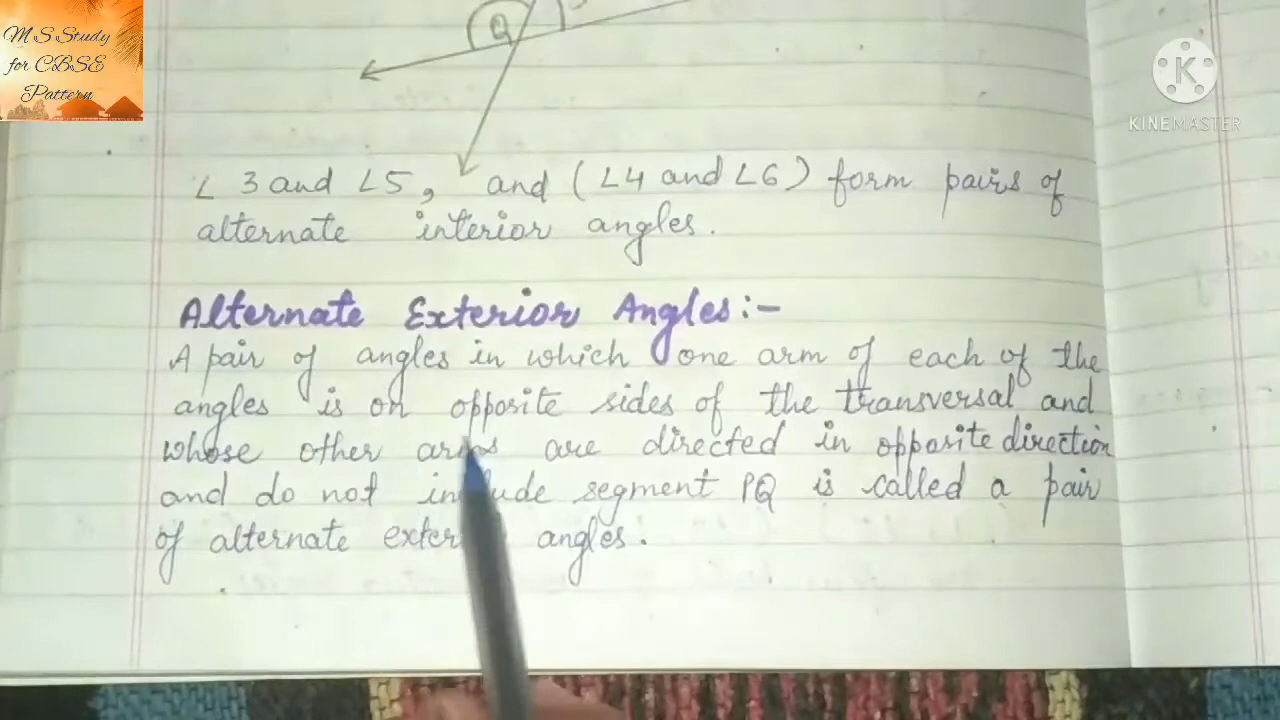 M S Study
for CBSE
Pattern
K
KINEMASTER
Q
∠ 3 and ∠5, and (∠4 and ∠6) form pairs of
alternate interior angles.
Alternate Exterior Angles:-
A pair of angles in which one arm of each of the
angles is on opposite sides of the transversal and
whose other arms are directed in opposite direction
and do not include segment PQ is called a pair
of alternate exterior angles.